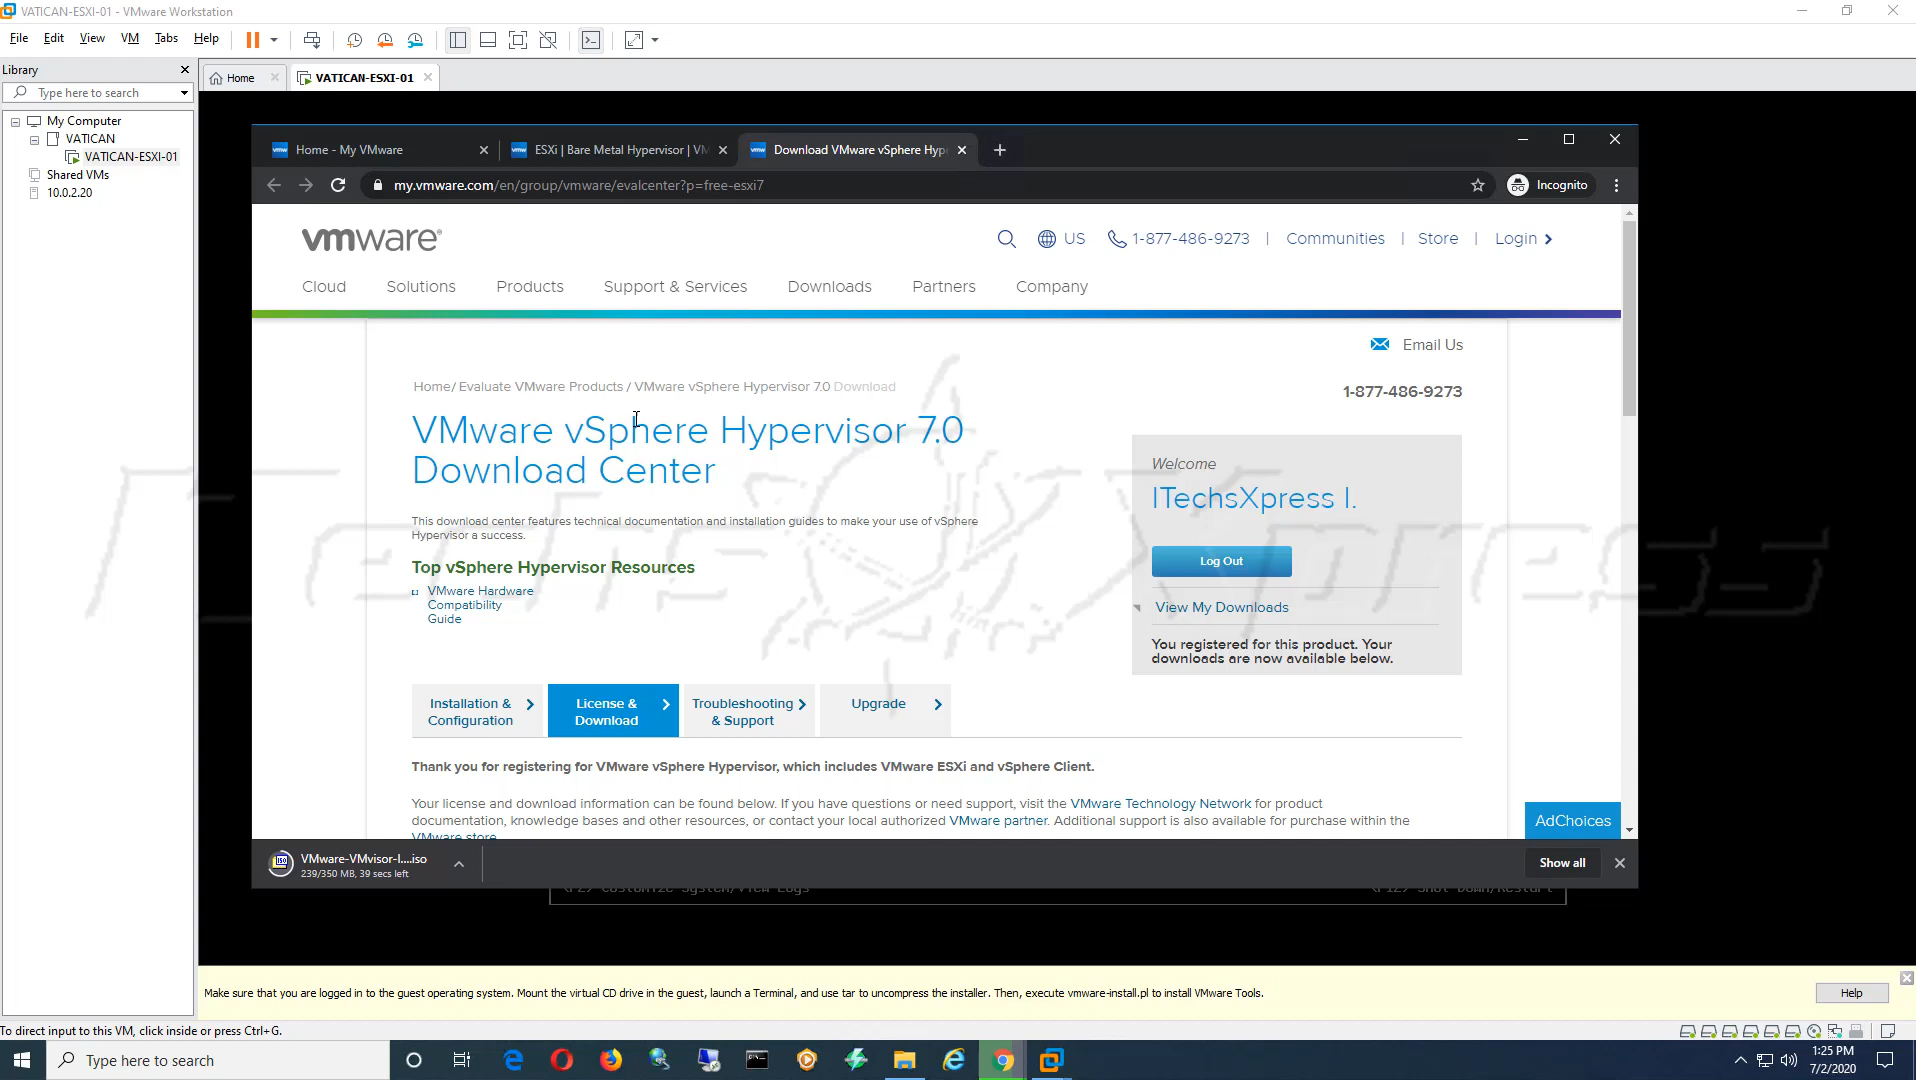 VATICAN-ESXI-01 - VMware Workstation
File Edit View VM Tabs Help
Library
Type here to search
My Computer
VATICAN
VATICAN-ESXI-01
Shared VMs
10.0.2.20
Home
VATICAN-ESXI-01
Home - My VMware
ESXi | Bare Metal Hypervisor | VM
Download VMware vSphere Hyp
my.vmware.com/en/group/vmware/evalcenter?p=free-esxi7
Incognito
vmware
US
1-877-486-9273 | Communities | Store | Login
Cloud Solutions Products Support & Services Downloads Partners Company
Email Us
1-877-486-9273
Home/ Evaluate VMware Products / VMware vSphere Hypervisor 7.0 Download
VMware vSphere Hypervisor 7.0
Download Center
This download center features technical documentation and installation guides to make your use of vSphere
Hypervisor a success.
Top vSphere Hypervisor Resources
VMware Hardware
Compatibility
Guide
Welcome
ITechsXpress I.
Log Out
View My Downloads
You registered for this product. Your
downloads are now available below.
Installation &
Configuration
License &
Download
Troubleshooting
& Support
Upgrade
Thank you for registering for VMware vSphere Hypervisor, which includes VMware ESXi and vSphere Client.
Your license and download information can be found below. If you have questions or need support, visit the VMware Technology Network for product
documentation, knowledge bases and other resources, or contact your local authorized VMware partner. Additional support is also available for purchase within the
VMware store.
AdChoices
VMware-VMvisor-I....iso
239/350 MB, 39 secs left
Show all
<F2> Customize System/View Logs
<F12> Shut Down/Restart
Make sure that you are logged in to the guest operating system. Mount the virtual CD drive in the guest, launch a Terminal, and use tar to uncompress the installer. Then, execute vmware-install.pl to install VMware Tools.
Help
To direct input to this VM, click inside or press Ctrl+G.
Type here to search
1:25 PM
7/2/2020